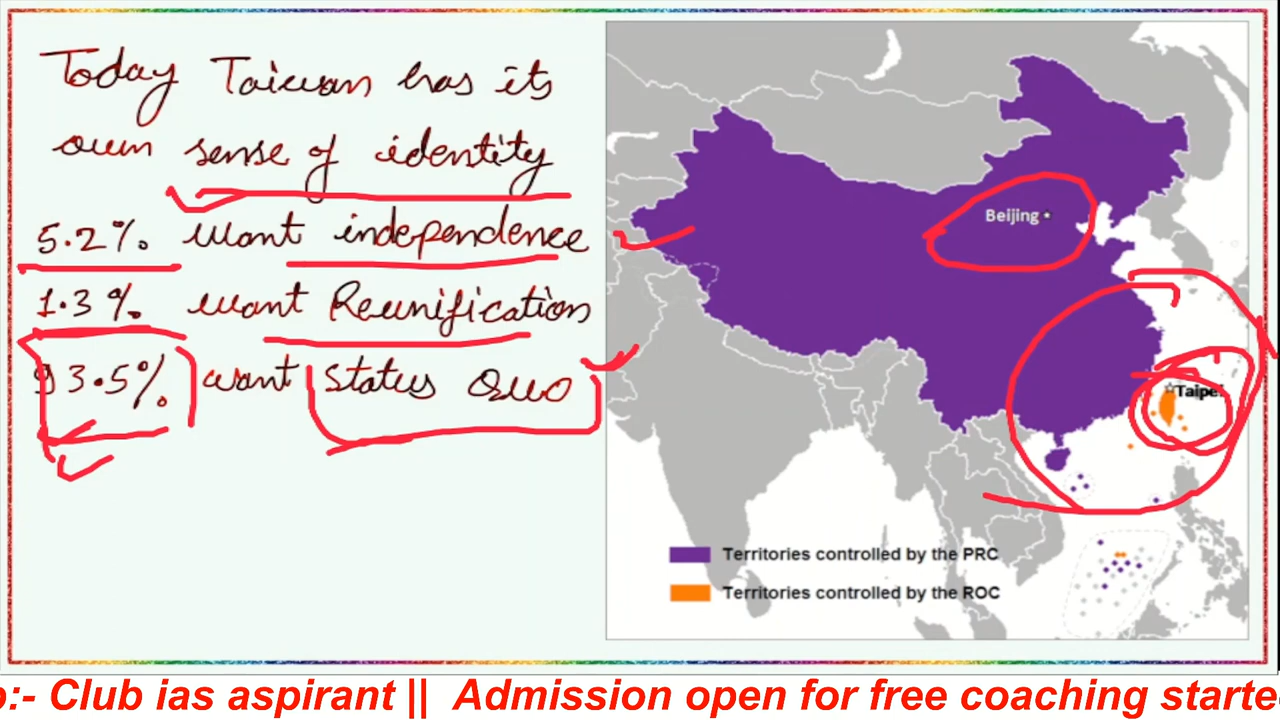 Today Taiwan has its
own sense of identity
5.2% want independence
1.3% want Reunification
93.5% want Status Quo
Beijing
Taipei
Territories controlled by the PRC
Territories controlled by the ROC
:- Club ias aspirant || Admission open for free coaching starte